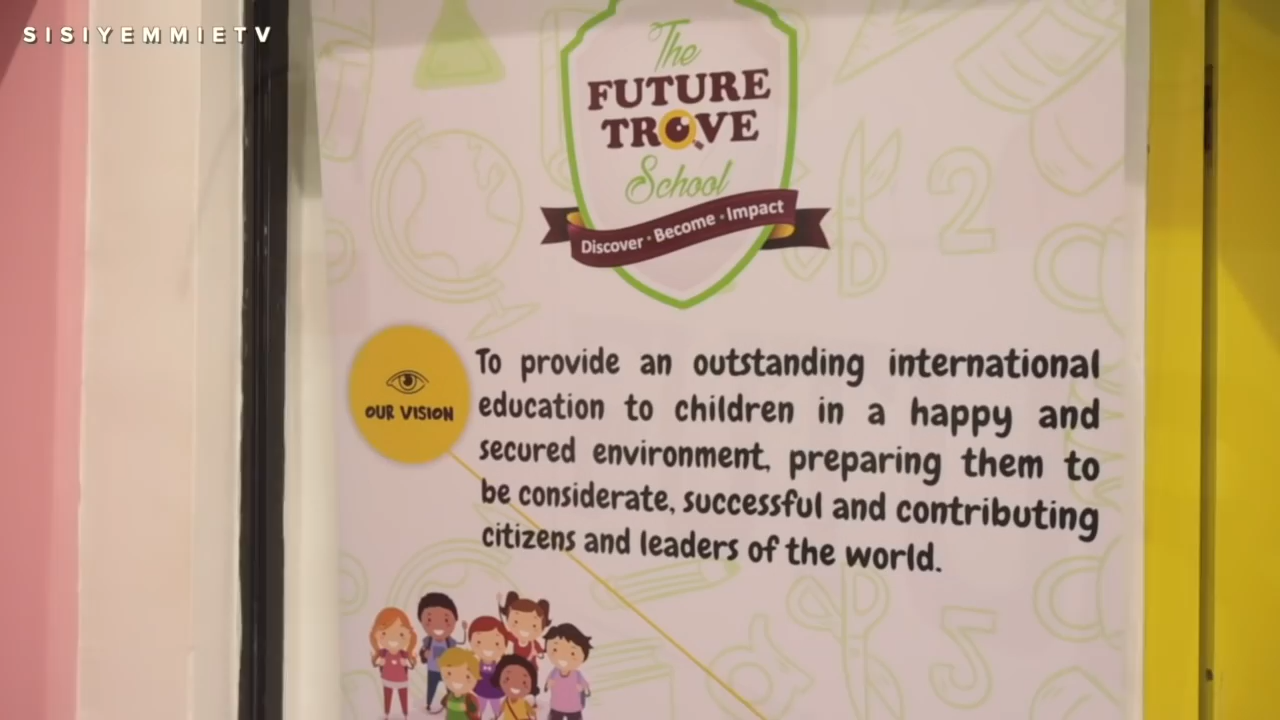 SISIYEMMIETV
The
FUTURE
TROVE
School
Discover • Become • Impact
OUR VISION
To provide an outstanding international
education to children in a happy and
secured environment, preparing them to
be considerate, successful and contributing
citizens and leaders of the world.
2